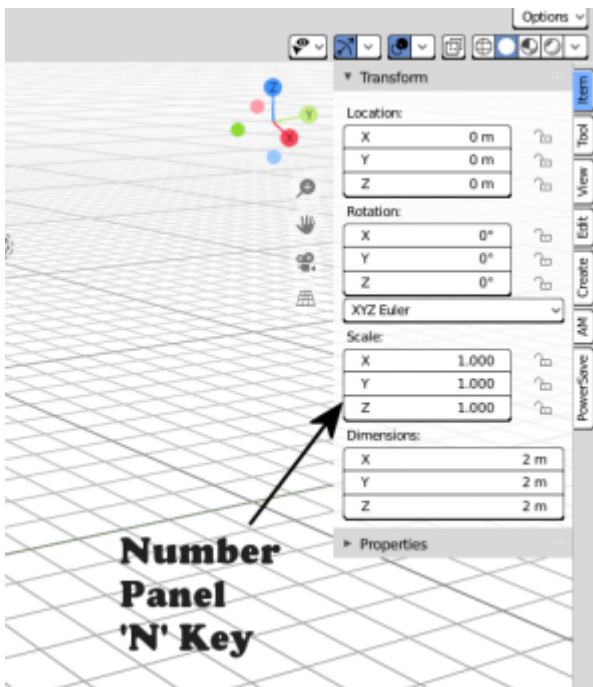 Options
Transform
Item
Tool
View
Edit
Create
AM
PowerSave
Z
Y
X
Location:
X 0 m
Y 0 m
Z 0 m
Rotation:
X 0°
Y 0°
Z 0°
XYZ Euler
Scale:
X 1.000
Y 1.000
Z 1.000
Dimensions:
X 2 m
Y 2 m
Z 2 m
Properties
Number
Panel
'N' Key